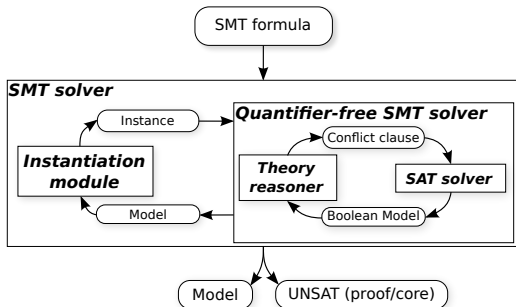 SMT formula
SMT solver
Instance
Quantifier-free SMT solver
Conflict clause
Instantiation
module
Theory
reasoner
SAT solver
Model
Boolean Model
Model
UNSAT (proof/core)